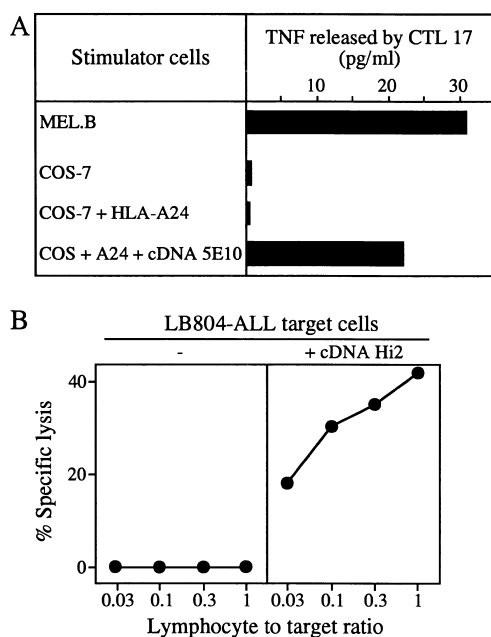 A
Stimulator cells
TNF released by CTL 17
(pg/ml)
10 20 30
MEL.B
COS-7
COS-7 + HLA-A24
COS + A24 + cDNA 5E10
B
LB804-ALL target cells
- + cDNA Hi2
% Specific lysis
40
20
0
0.03 0.1 0.3 1 0.03 0.1 0.3 1
Lymphocyte to target ratio